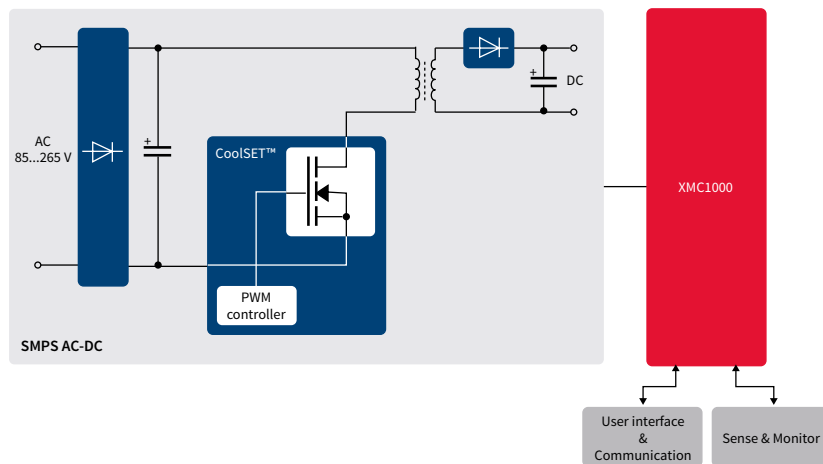 AC
85...265 V
+
CoolSET™
PWM
controller
SMPS AC-DC
+
DC
XMC1000
User interface
&
Communication
Sense & Monitor